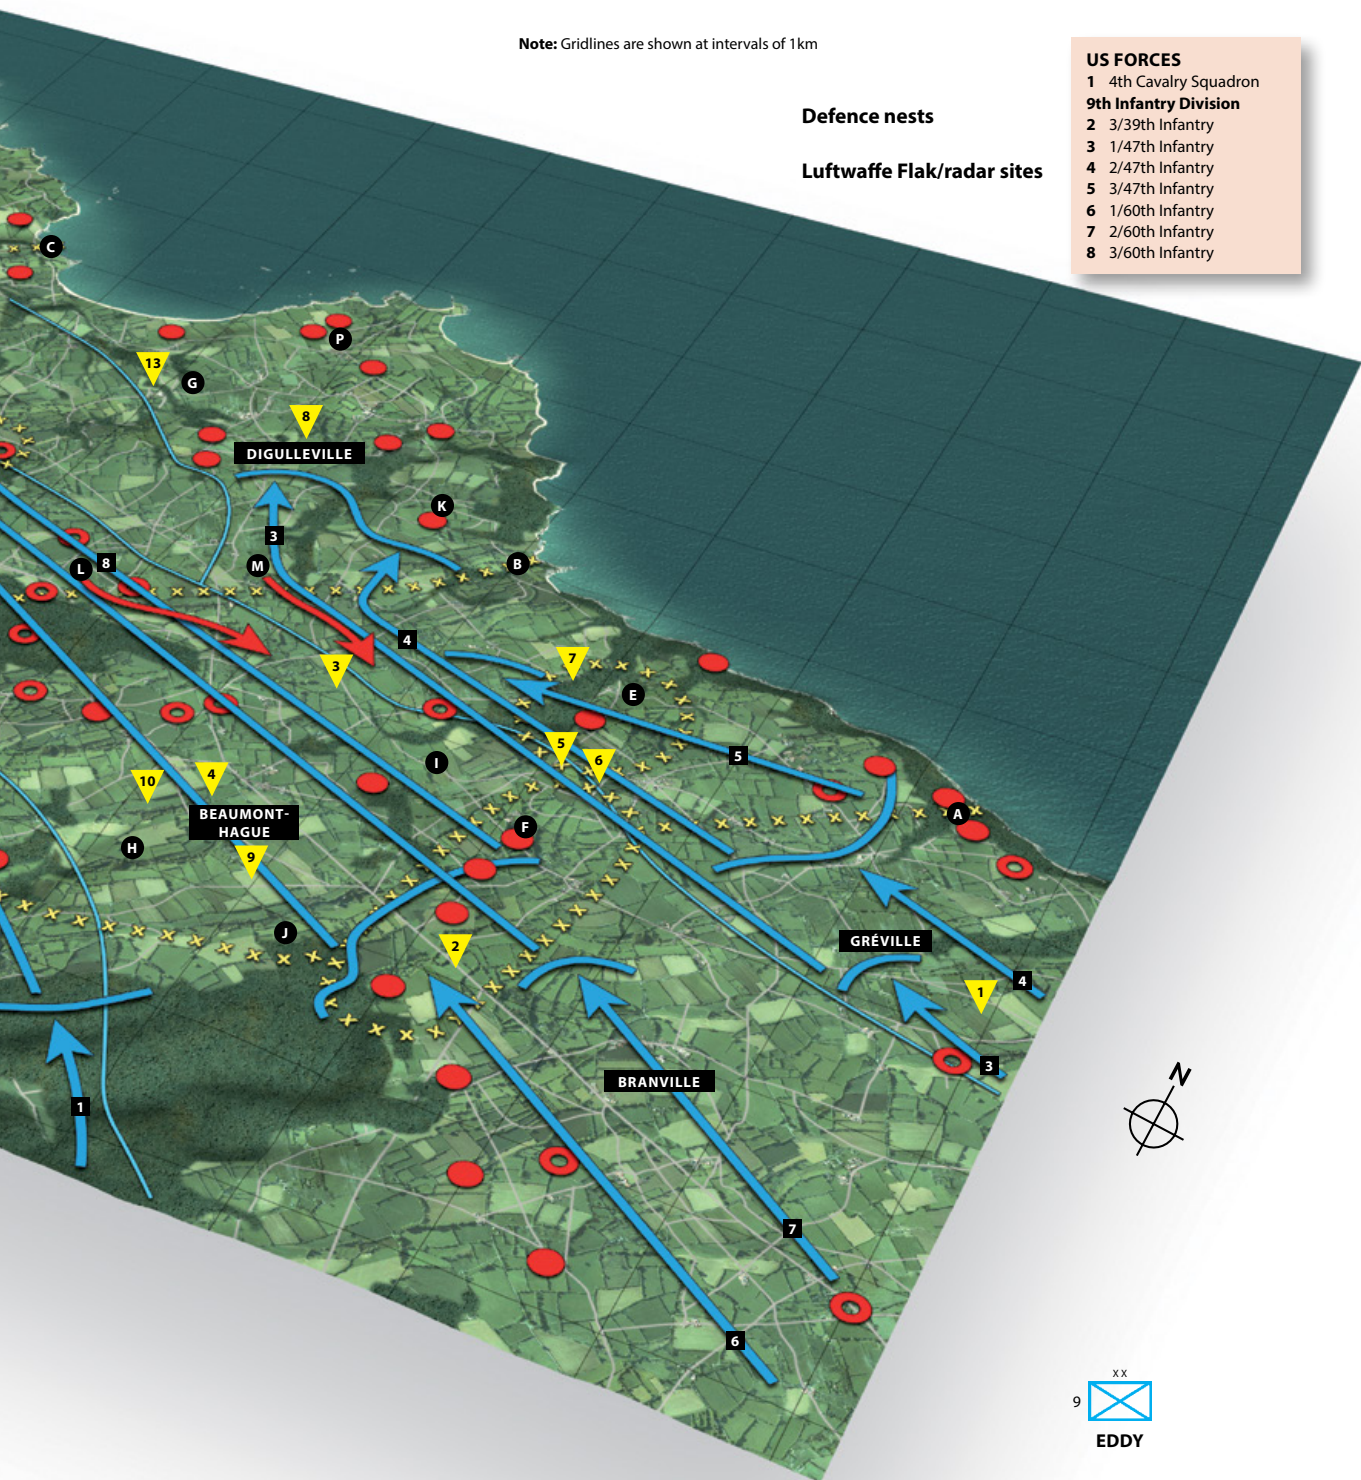 Note: Gridlines are shown at intervals of 1km
Defence nests
Luftwaffe Flak/radar sites
US FORCES
1 4th Cavalry Squadron
9th Infantry Division
2 3/39th Infantry
3 1/47th Infantry
4 2/47th Infantry
5 3/47th Infantry
6 1/60th Infantry
7 2/60th Infantry
8 3/60th Infantry
C
P
13
G
8
DIGULLEVILLE
K
3
B
M
8
L
4
7
3
E
5
6
5
I
10
4
BEAUMONT-
HAGUE
F
A
H
9
J
2
GRÉVILLE
4
1
3
N
BRANVILLE
1
7
6
xx
9
EDDY